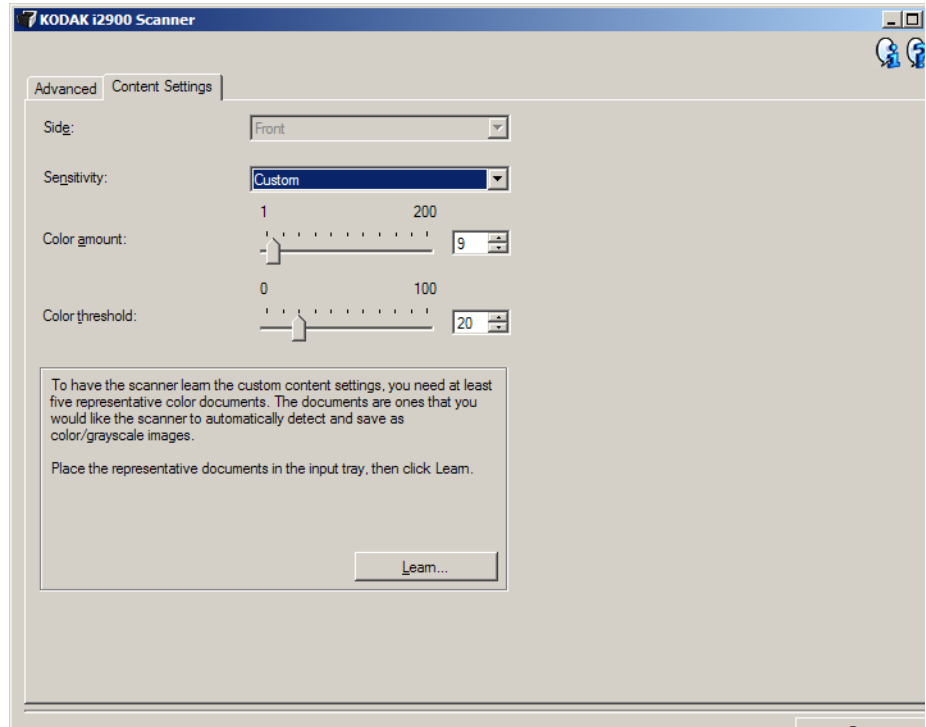 KODAK i2900 Scanner
Advanced
Content Settings
Side:
Front
Sensitivity:
Custom
1 200
Color amount:
9
0 100
Color threshold:
20
To have the scanner learn the custom content settings, you need at least
five representative color documents. The documents are ones that you
would like the scanner to automatically detect and save as
color/grayscale images.
Place the representative documents in the input tray, then click Learn.
Learn...